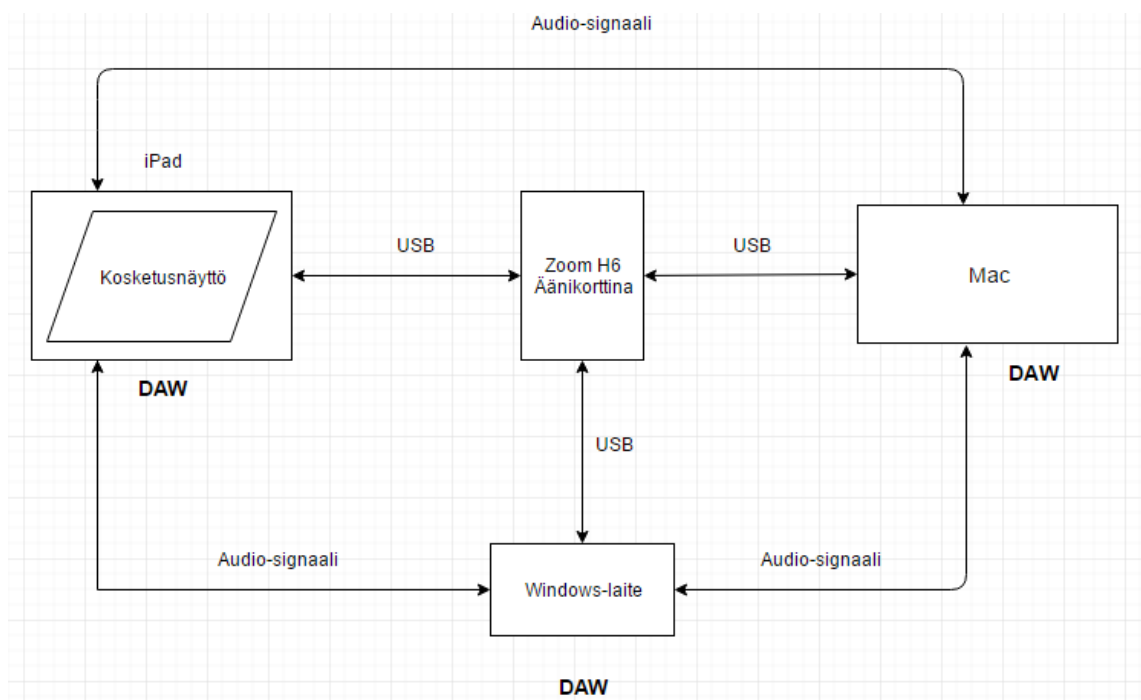 Audio-signaali
iPad
Kosketusnäyttö
USB
Zoom H6
Äänikorttina
USB
Mac
DAW
DAW
USB
Audio-signaali
Audio-signaali
Windows-laite
DAW